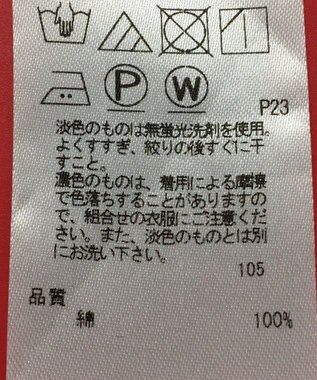 P
W
P23
淡色のものは無蛍光洗剤を使用。
よくすすぎ、絞りの後すぐに干
すこと。
濃色のものは、着用による摩擦
で色落ちすることがありますの
で、組合せの衣服にご注意くだ
さい。また、淡色のものとは別
にお洗い下さい。
105
品質
綿 100%